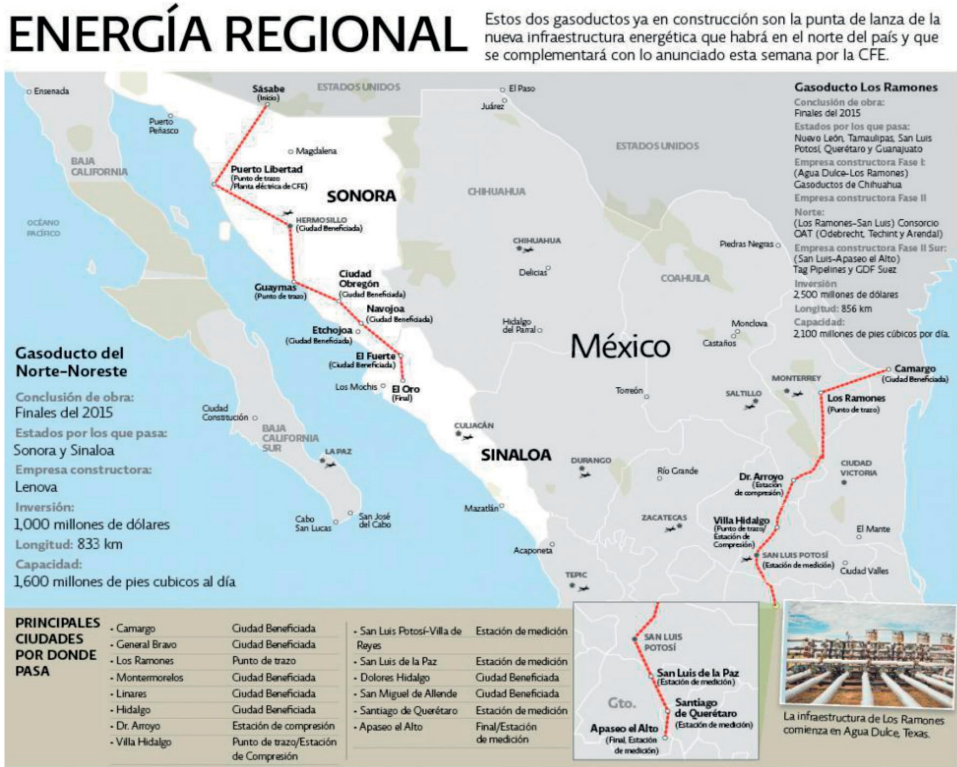 ENERGÍA REGIONAL
Estos dos gasoductos ya en construcción son la punta de lanza de la
nueva infraestructura energética que habrá en el norte del país y que
se complementará con lo anunciado esta semana por la CFE.
Gasoducto Los Ramones
Conclusión de obra:
Finales del 2015
Estados por los que pasa:
Nuevo León, Tamaulipas, San Luis
Potosí, Querétaro y Guanajuato
Empresa constructora Fase I:
(Agua Dulce-Los Ramones)
Gasoductos de Chihuahua
Empresa constructora Fase II
Norte:
(Los Ramones-San Luis) Consorcio
OAT (Odebrecht, Techint y Arendal)
Empresa constructora Fase II Sur:
(San Luis-Apaseo el Alto)
Tag Pipelines y GDF Suez
Inversión
2,500 millones de dólares
Longitud: 856 km
Capacidad:
2,100 millones de pies cúbicos por día.
Ensenada
Puerto
Peñasco
Sásabe
(Inicio)
ESTADOS UNIDOS
El Paso
Juárez
ESTADOS UNIDOS
BAJA
CALIFORNIA
Magdalena
Puerto Libertad
(Punto de trazo
/Planta eléctrica de CFE)
SONORA
CHIHUAHUA
OCÉANO
PACÍFICO
HERMOSILLO
(Ciudad Beneficiada)
CHIHUAHUA
Piedras Negras
Delicias
COAHUILA
Guaymas
(Punto de trazo)
Ciudad
Obregón
(Ciudad Beneficiada)
Navojoa
(Ciudad Beneficiada)
Etchojoa
(Ciudad Beneficiada)
Hidalgo
del Parral
Monclova
Castaños
México
El Fuerte
(Ciudad Beneficiada)
Los Mochis
El Oro
(Final)
Torreón
SALTILLO
MONTERREY
Camargo
(Ciudad Beneficiada)
Los Ramones
(Punto de trazo)
Gasoducto del
Norte-Noreste
Conclusión de obra:
Finales del 2015
Estados por los que pasa:
Sonora y Sinaloa
Empresa constructora:
Lenova
Inversión:
1,000 millones de dólares
Longitud: 833 km
Capacidad:
1,600 millones de pies cubicos al día
Ciudad
Constitución
BAJA
CALIFORNIA
SUR
LA PAZ
Cabo
San Lucas
San José
del Cabo
CULIACÁN
SINALOA
Mazatlán
Acaponeta
TEPIC
DURANGO
Río Grande
ZACATECAS
Dr. Arroyo
(Estación
de compresión)
CIUDAD
VICTORIA
Villa Hidalgo
(Punto de trazo/
Estación de
Compresión)
El Mante
SAN LUIS POTOSÍ
(Estación de medición)
Ciudad Valles
PRINCIPALES
CIUDADES
POR DONDE
PASA
• Camargo Ciudad Beneficiada
• General Bravo Ciudad Beneficiada
• Los Ramones Punto de trazo
• Montermorelos Ciudad Beneficiada
• Linares Ciudad Beneficiada
• Hidalgo Ciudad Beneficiada
• Dr. Arroyo Estación de compresión
• Villa Hidalgo Punto de trazo/Estación
de Compresión
• San Luis Potosí-Villa de Estación de medición
Reyes
• San Luis de la Paz Estación de medición
• Dolores Hidalgo Ciudad Beneficiada
• San Miguel de Allende Ciudad Beneficiada
• Santiago de Querétaro Estación de medición
• Apaseo el Alto Final/Estación
de medición
SAN LUIS
POTOSÍ
San Luis de la Paz
(Estación de medición)
Gto.
Santiago
de Querétaro
(Estación de medición)
Apaseo el Alto
(Final, Estación
de medición)
La infraestructura de Los Ramones
comienza en Agua Dulce, Texas.